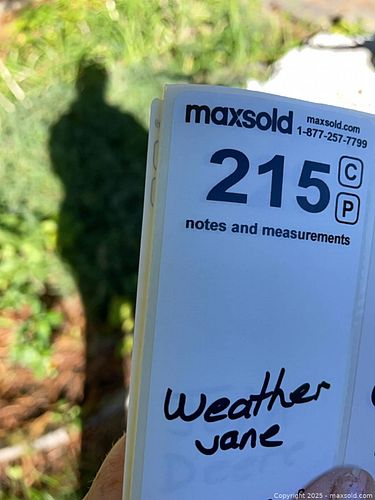 maxsold
maxsold.com
1-877-257-7799
215
C
P
notes and measurements
Weather
vane
Copyright 2025 - maxsold.com